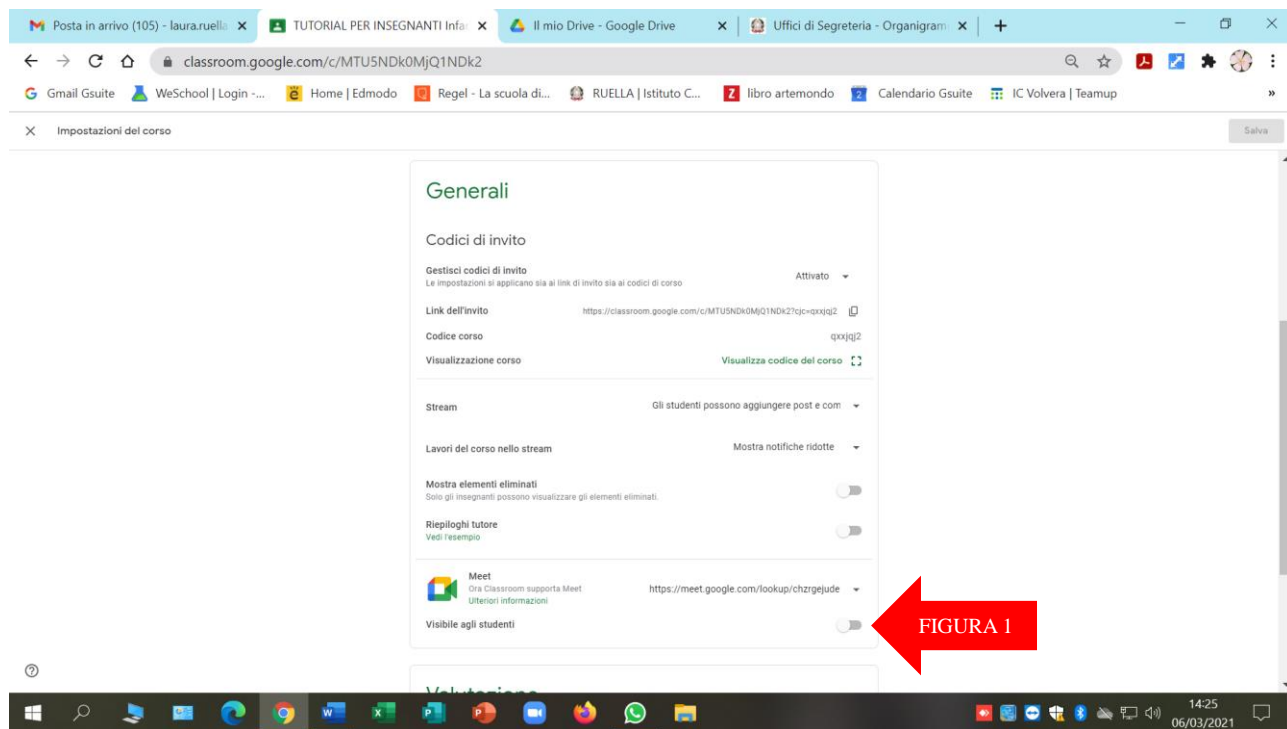 Posta in arrivo (105) - laura.ruella
TUTORIAL PER INSEGNANTI Infa
Il mio Drive - Google Drive
Uffici di Segreteria - Organigram
classroom.google.com/c/MTU5NDk0MjQ1NDk2
Gmail Gsuite
WeSchool | Login -...
Home | Edmodo
Regel - La scuola di...
RUELLA | Istituto C...
libro artemondo
Calendario Gsuite
IC Volvera | Teamup
»
Impostazioni del corso
Salva
Generali
Codici di invito
Gestisci codici di invito
Attivato
Le impostazioni si applicano sia ai link di invito sia ai codici di corso
Link dell'invito
https://classroom.google.com/c/MTU5NDk0MjQ1NDk2?cjc=qxxjqj2
Codice corso
qxxjqj2
Visualizzazione corso
Visualizza codice del corso
Stream
Gli studenti possono aggiungere post e com
Lavori del corso nello stream
Mostra notifiche ridotte
Mostra elementi eliminati
Solo gli insegnanti possono visualizzare gli elementi eliminati.
Riepiloghi tutore
Vedi l'esempio
Meet
Ora Classroom supporta Meet
https://meet.google.com/lookup/chzrgejude
Ulteriori informazioni
Visibile agli studenti
FIGURA 1
Valutazione
14:25
06/03/2021